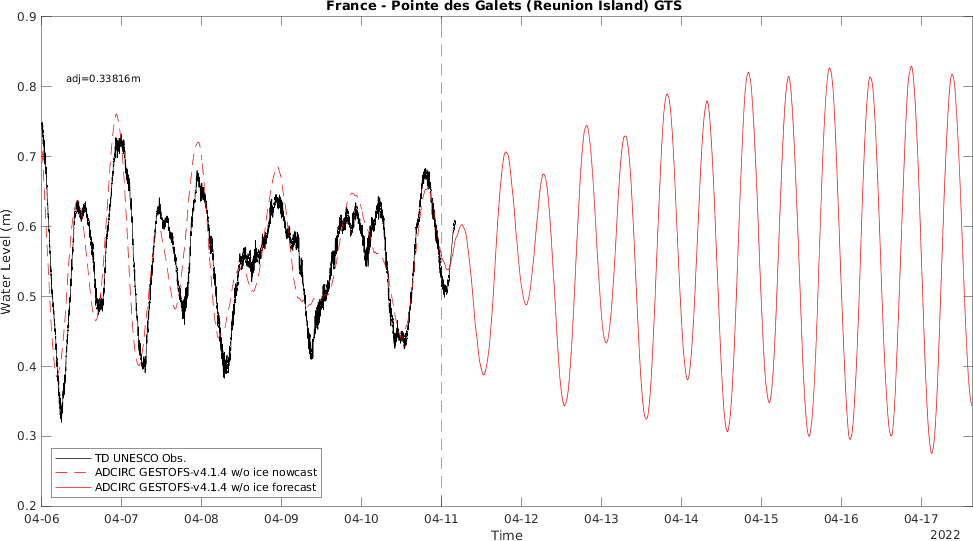 France - Pointe des Galets (Reunion Island) GTS
0.9
adj=0.33816m
0.8
0.7
0.6
0.5
0.4
0.3
0.2
Water Level (m)
TD UNESCO Obs.
ADCIRC GESTOFS-v4.1.4 w/o ice nowcast
ADCIRC GESTOFS-v4.1.4 w/o ice forecast
04-06 04-07 04-08 04-09 04-10 04-11 04-12 04-13 04-14 04-15 04-16 04-17
Time
2022